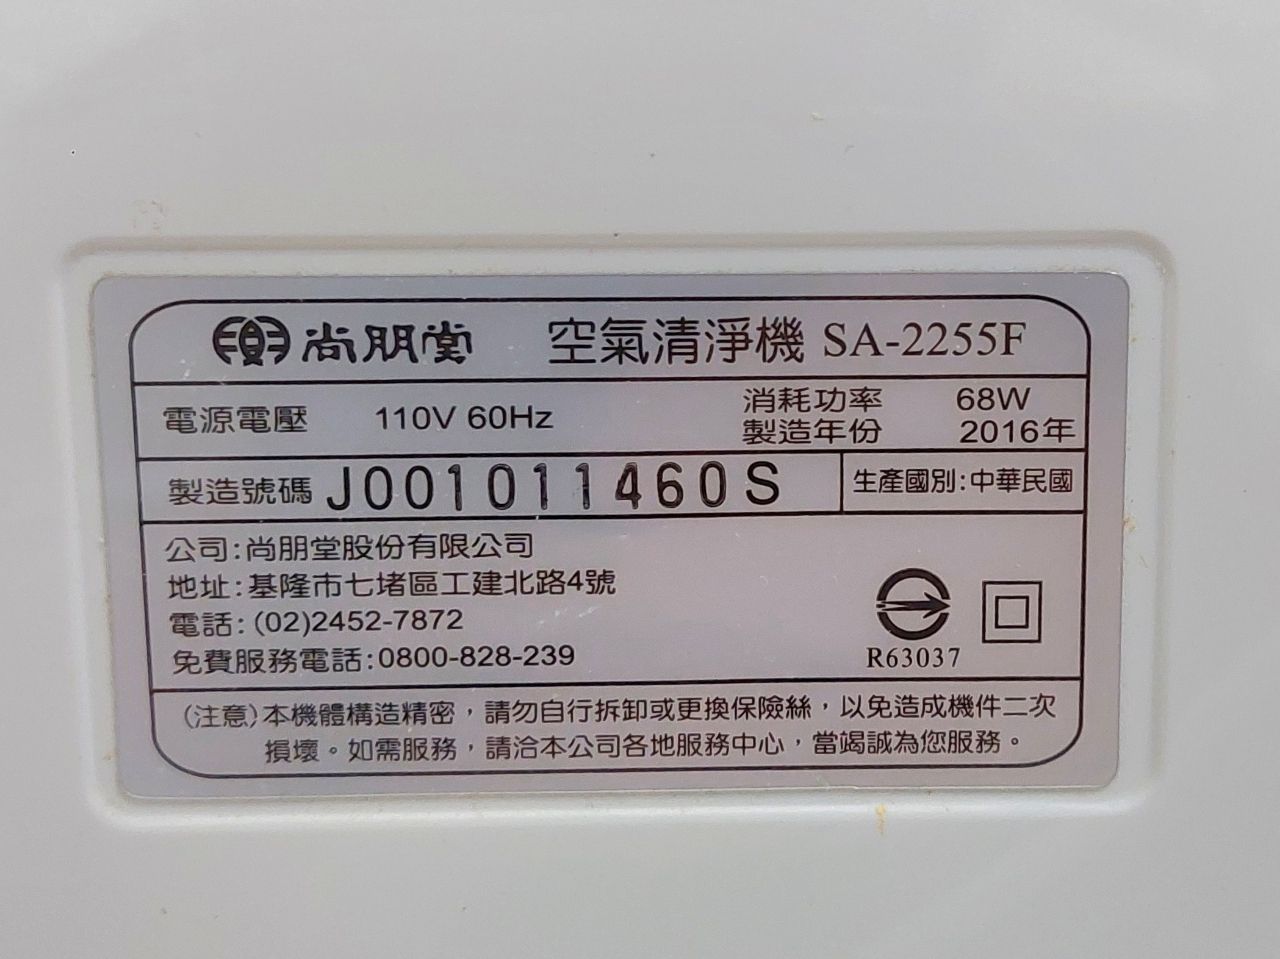 尚朋堂 空氣清淨機 SA-2255F
電源電壓 110V 60Hz 消耗功率 68W
製造年份 2016年
製造號碼 J001011460S 生產國別:中華民國
公司:尚朋堂股份有限公司
地址:基隆市七堵區工建北路4號
電話:(02)2452-7872
免費服務電話:0800-828-239
R63037
(注意)本機體構造精密,請勿自行拆卸或更換保險絲,以免造成機件二次
損壞。如需服務,請洽本公司各地服務中心,當竭誠為您服務。